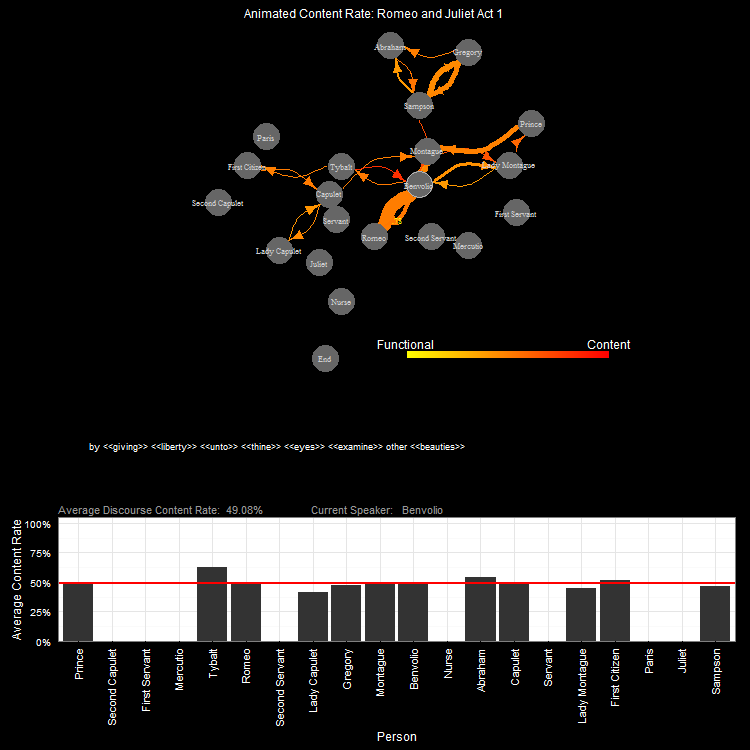 Animated Content Rate: Romeo and Juliet Act 1
Abraham
Gregory
Sampson
Prince
Paris
Montague
First Citizen
Tybalt
Lady Montague
Benvolio
Capulet
Second Capulet
First Servant
Servant
Romeo
Second Servant
Mercutio
Lady Capulet
Juliet
Nurse
Functional Content
End
by <<giving>> <<liberty>> <<unto>> <<thine>> <<eyes>> <<examine>> other <<beauties>>
Average Discourse Content Rate: 49.08% Current Speaker: Benvolio
Average Content Rate
100%
75%
50%
25%
0%
Prince
Second Capulet
First Servant
Mercutio
Tybalt
Romeo
Second Servant
Lady Capulet
Gregory
Montague
Benvolio
Nurse
Abraham
Capulet
Servant
Lady Montague
First Citizen
Paris
Juliet
Sampson
Person